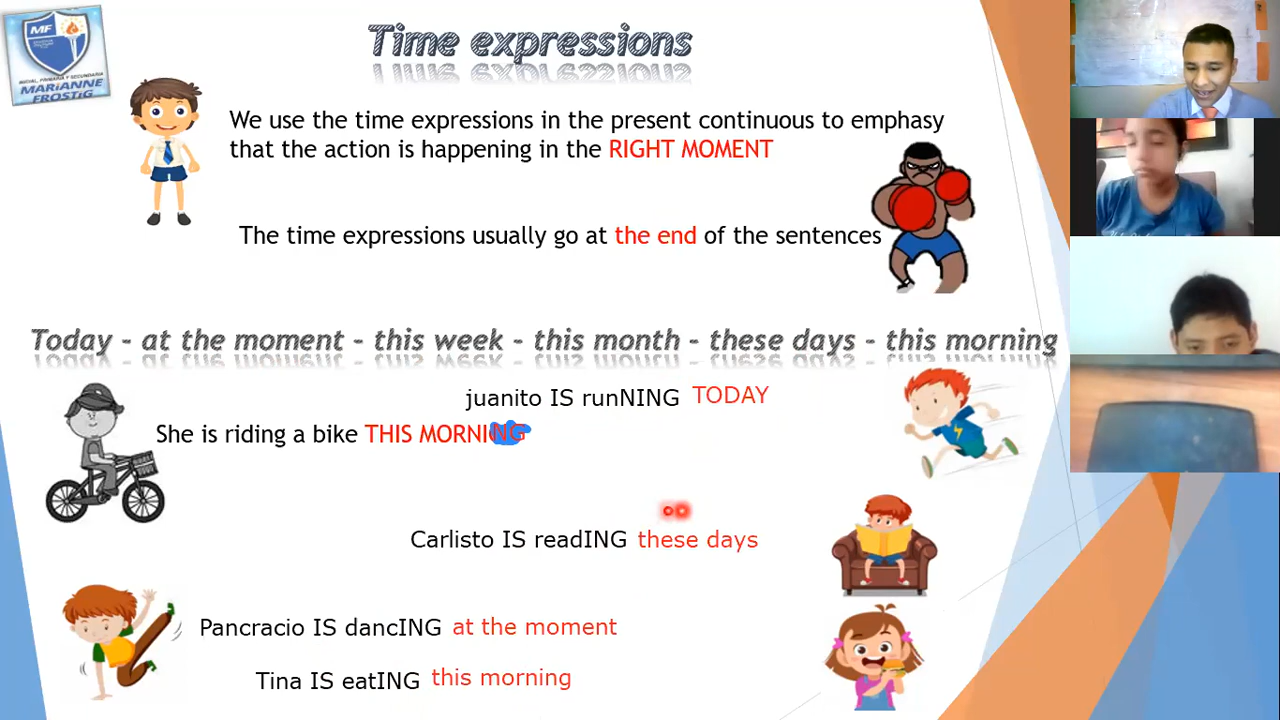 MF
INICIAL, PRIMARIA Y SECUNDARIA
MARIANNE
FROSTIG
Time expressions
We use the time expressions in the present continuous to emphasy
that the action is happening in the RIGHT MOMENT
The time expressions usually go at the end of the sentences
Today - at the moment - this week - this month - these days - this morning
juanito IS runNING TODAY
She is riding a bike THIS MORNING
Carlisto IS readING these days
Pancracio IS dancING at the moment
Tina IS eatING this morning